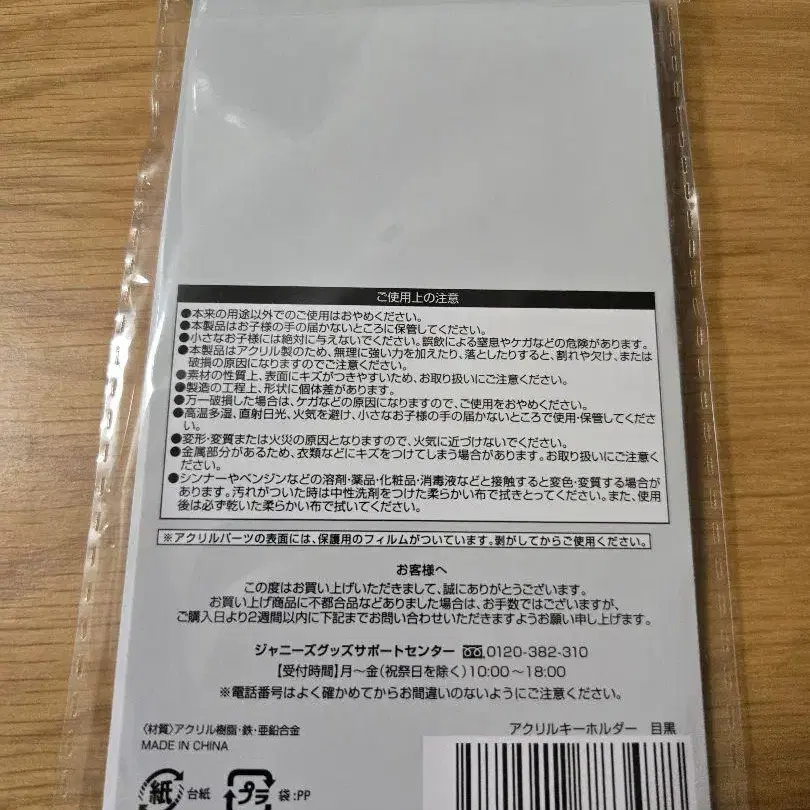 ご使用上の注意
●本来の用途以外でのご使用はおやめください。
●本製品はお子様の手の届かないところに保管してください。
●小さなお子様には絶対に与えないでください。誤飲による窒息やケガなどの危険があります。
●本製品はアクリル製のため、無理に強い力を加えたり、落としたりすると、割れや欠け、または
破損の原因になりますのでご注意ください。
●素材の性質上、表面にキズがつきやすいため、お取り扱いにご注意ください。
●製造の工程上、形状に個体差があります。
●万一破損した場合は、ケガなどの原因になりますので、ご使用をおやめください。
●高温多湿、直射日光、火気を避け、小さなお子様の手の届かないところで使用・保管してくださ
い。
●変形・変質または火災の原因となりますので、火気に近づけないでください。
●金属部分があるため、衣類などにキズをつけてしまう場合があります。お取り扱いにご注意く
ださい。
●シンナーやベンジンなどの溶剤・薬品・化粧品・消毒液などと接触すると変色・変質する場合が
あります。汚れがついた時は中性洗剤をつけた柔らかい布で拭きとってください。また、使用
後は必ず乾いた柔らかい布で拭いてください。
※アクリルパーツの表面には、保護用のフィルムがついています。剥がしてからご使用ください。
お客様へ
この度はお買い上げいただきまして、誠にありがとうございます。
お買い上げ商品に不都合品などありました場合は、お手数ではございますが、
ご購入日より2週間以内に下記までお問い合わせいただきますようお願い申し上げます。
ジャニーズグッズサポートセンター 0120-382-310
【受付時間】月～金(祝祭日を除く)10:00～18:00
※電話番号はよく確かめてからお間違いのないようにご注意ください。
〈材質〉アクリル樹脂・鉄・亜鉛合金
MADE IN CHINA
アクリルキーホルダー 目黒
紙 台紙 プラ 袋:PP